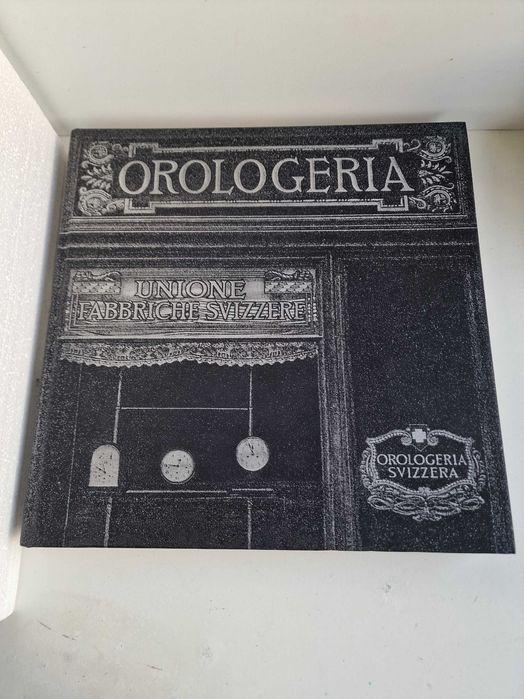 OROLOGERIA
UNIONE
FABBRICHE SVIZZERE
OROLOGERIA
SVIZZERA